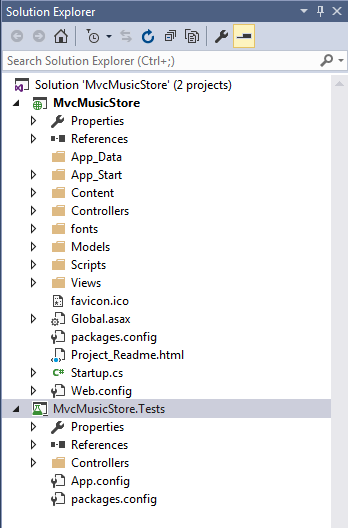 Solution Explorer
Search Solution Explorer (Ctrl+;)
Solution 'MvcMusicStore' (2 projects)
MvcMusicStore
Properties
References
App_Data
App_Start
Content
Controllers
fonts
Models
Scripts
Views
favicon.ico
Global.asax
packages.config
Project_Readme.html
C# Startup.cs
Web.config
MvcMusicStore.Tests
Properties
References
Controllers
App.config
packages.config